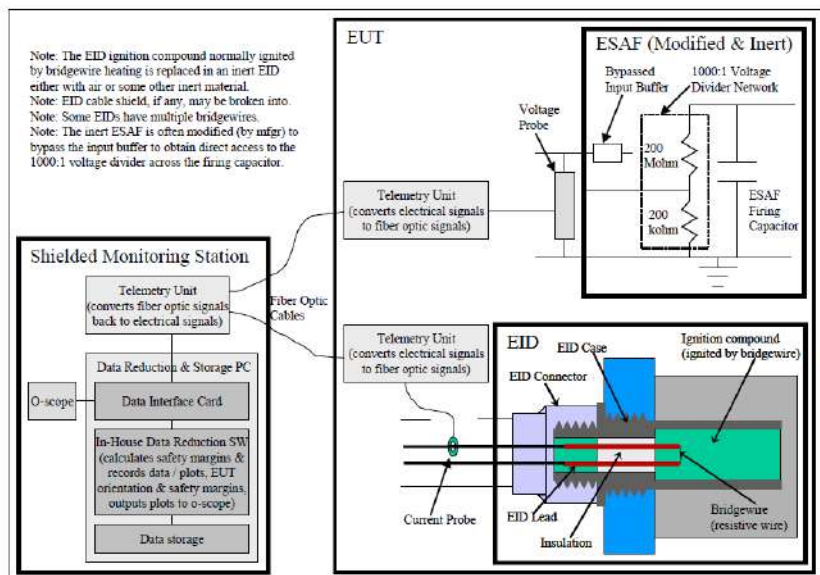 Note: The EID ignition compound normally ignited
by bridgewire heating is replaced in an inert EID
either with air or some other inert material.
Note: EID cable shield, if any, may be broken into.
Note: Some EIDs have multiple bridgewires.
Note: The inert ESAF is often modified (by mfgr) to
bypass the input buffer to obtain direct access to the
1000:1 voltage divider across the firing capacitor.
EUT
ESAF (Modified & Inert)
Bypassed
Input Buffer
1000:1 Voltage
Divider Network
Voltage
Probe
200
Mohm
200
kohm
ESAF
Firing
Capacitor
Telemetry Unit
(converts electrical signals
to fiber optic signals)
Shielded Monitoring Station
Telemetry Unit
(converts fiber optic signals
back to electrical signals)
Fiber Optic
Cables
Data Reduction & Storage PC
O-scope
Data Interface Card
In-House Data Reduction SW
(calculates safety margins &
records data / plots, EUT
orientation & safety margins,
outputs plots to o-scope)
Data storage
Telemetry Unit
(converts electrical signals
to fiber optic signals)
Current Probe
EID
EID Case
EID Connector
Ignition compound
(ignited by bridgewire)
EID Lead
Insulation
Bridgewire
(resistive wire)